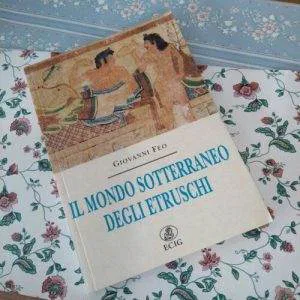 GIOVANNI FEO
IL MONDO SOTTERRANEO
DEGLI ETRUSCHI
ECIG